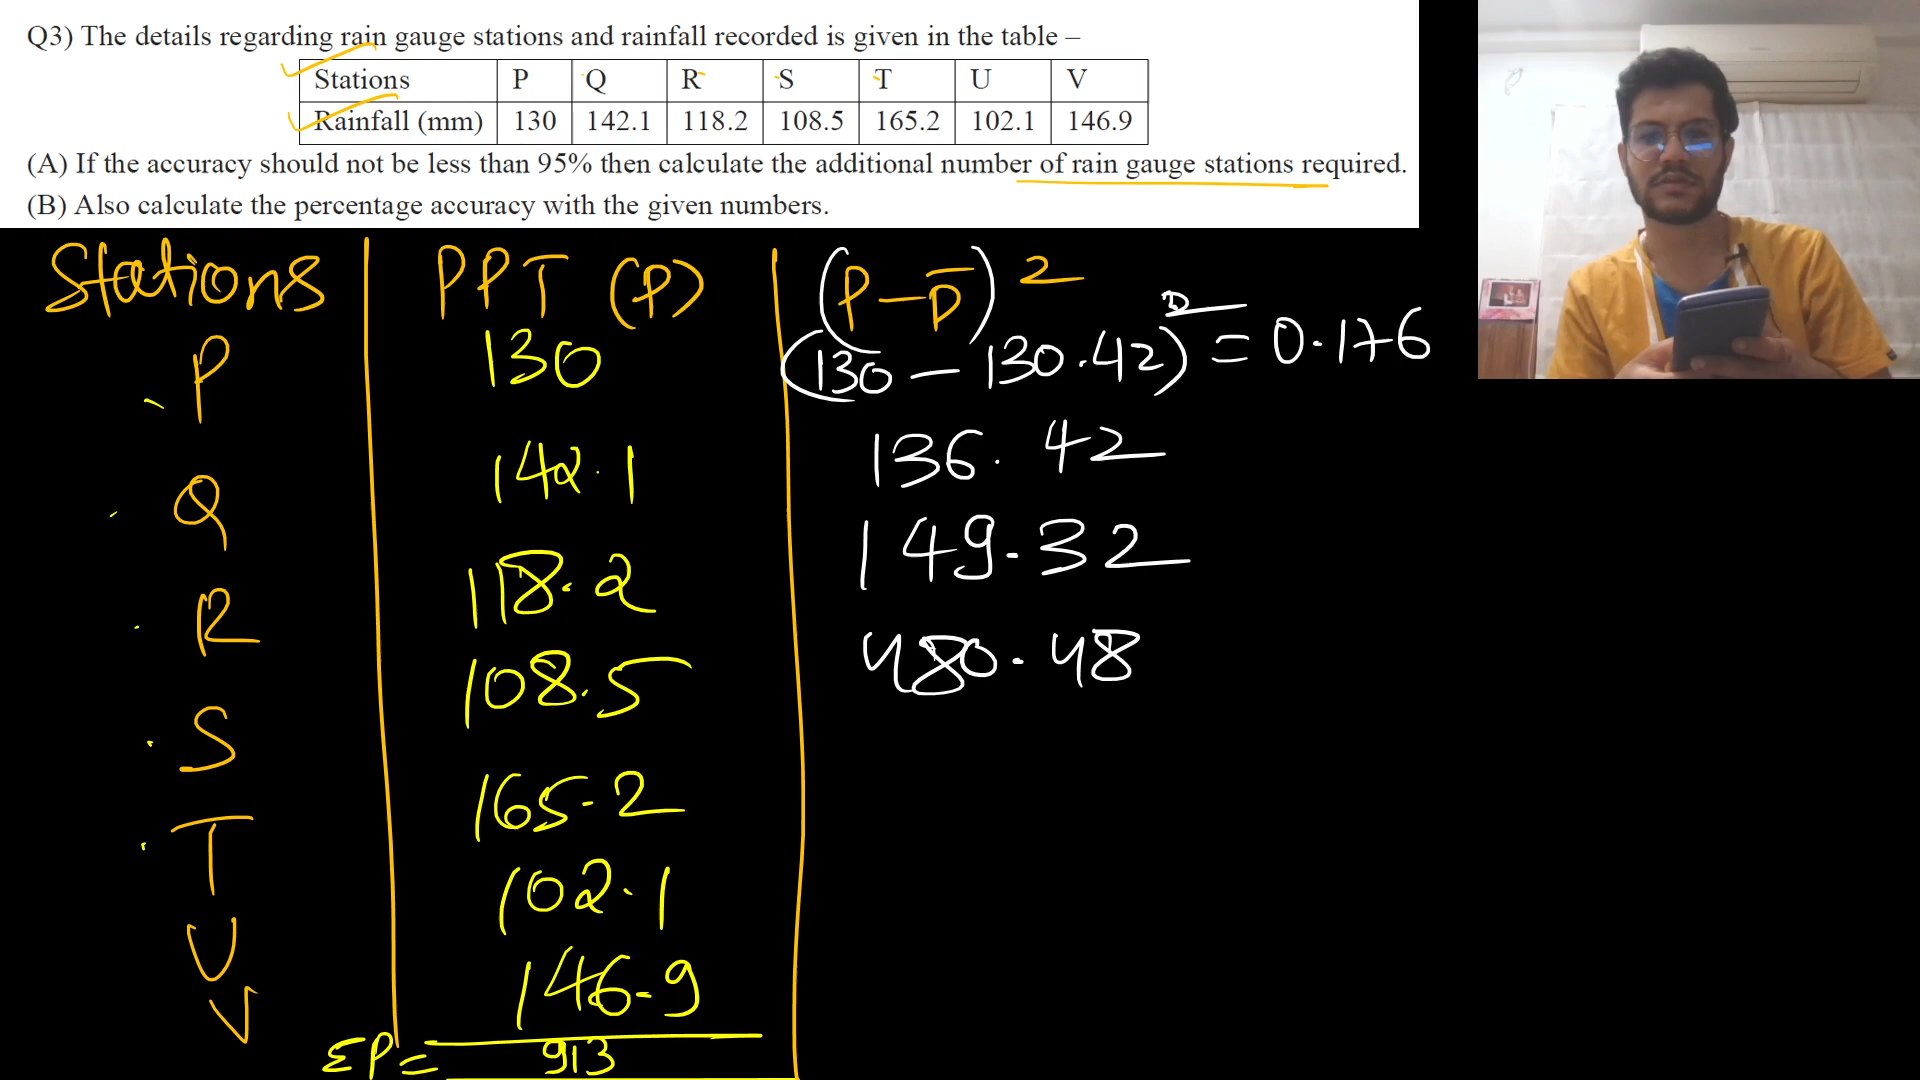 Q3) The details regarding rain gauge stations and rainfall recorded is given in the table –
Stations P Q R S T U V
Rainfall (mm) 130 142.1 118.2 108.5 165.2 102.1 146.9
(A) If the accuracy should not be less than 95% then calculate the additional number of rain gauge stations required.
(B) Also calculate the percentage accuracy with the given numbers.
Stations PPT (P) (P-P̅)²
P 130 (130 - 130.42)² = 0.176
Q 142.1 136.42
R 118.2 149.32
S 108.5 480.48
T 165.2
U 102.1
V 146.9
ΣP = 913